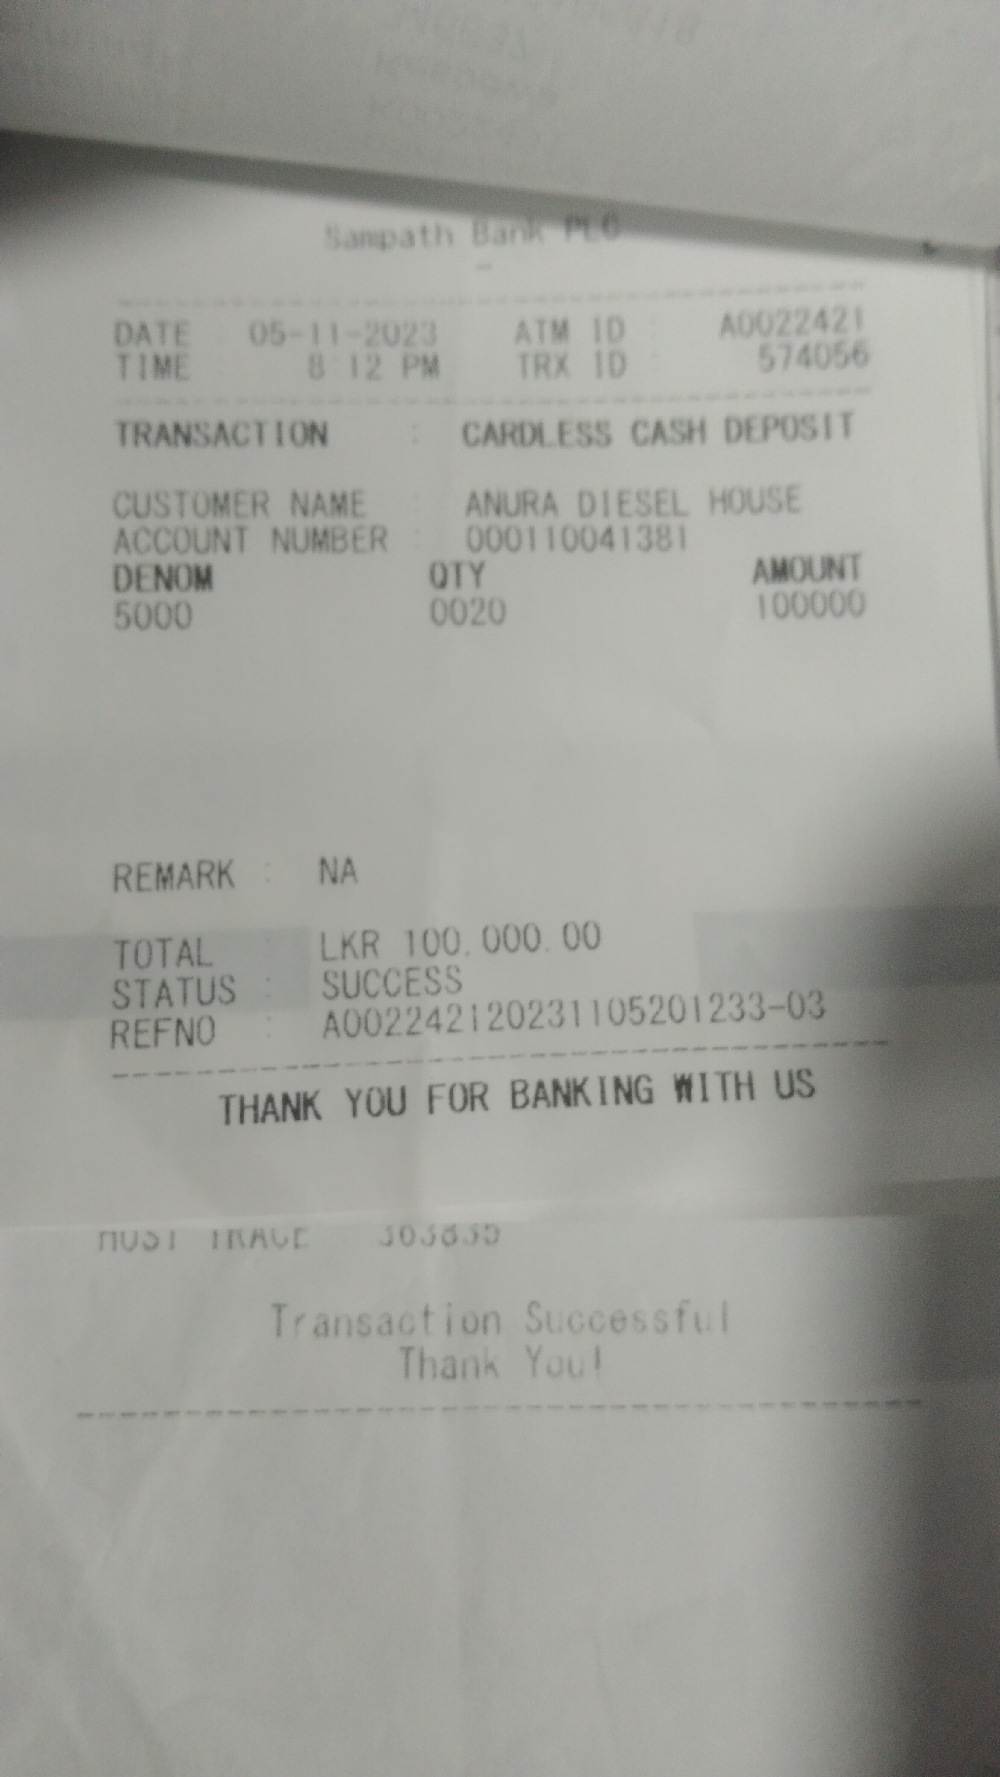 Sampath Bank PLC
DATE : 05-11-2023 ATM ID : A0022421
TIME : 8 12 PM TRX ID : 574056
TRANSACTION : CARDLESS CASH DEPOSIT
CUSTOMER NAME : ANURA DIESEL HOUSE
ACCOUNT NUMBER : 000110041381
DENOM QTY AMOUNT
5000 0020 100000
REMARK : NA
TOTAL : LKR 100,000.00
STATUS : SUCCESS
REFNO : A002242120231105201233-03
THANK YOU FOR BANKING WITH US
HOST TRACE
Transaction Successful
Thank You!